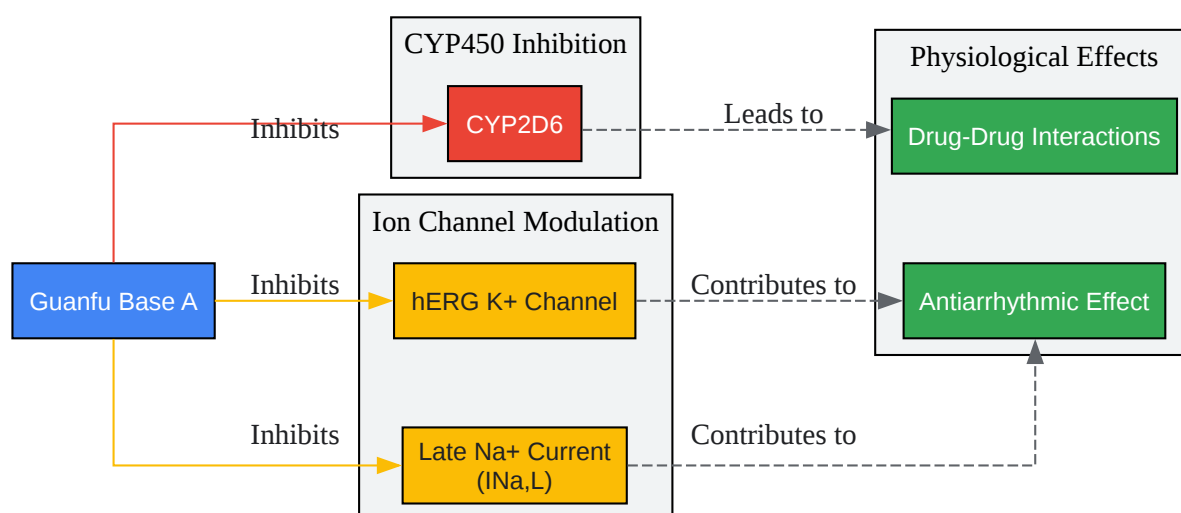 CYP450 Inhibition
Physiological Effects
Inhibits
CYP2D6
Leads to
Drug-Drug Interactions
Ion Channel Modulation
Guanfu Base A
Inhibits
hERG K+ Channel
Contributes to
Antiarrhythmic Effect
Inhibits
Late Na+ Current
(INa,L)
Contributes to